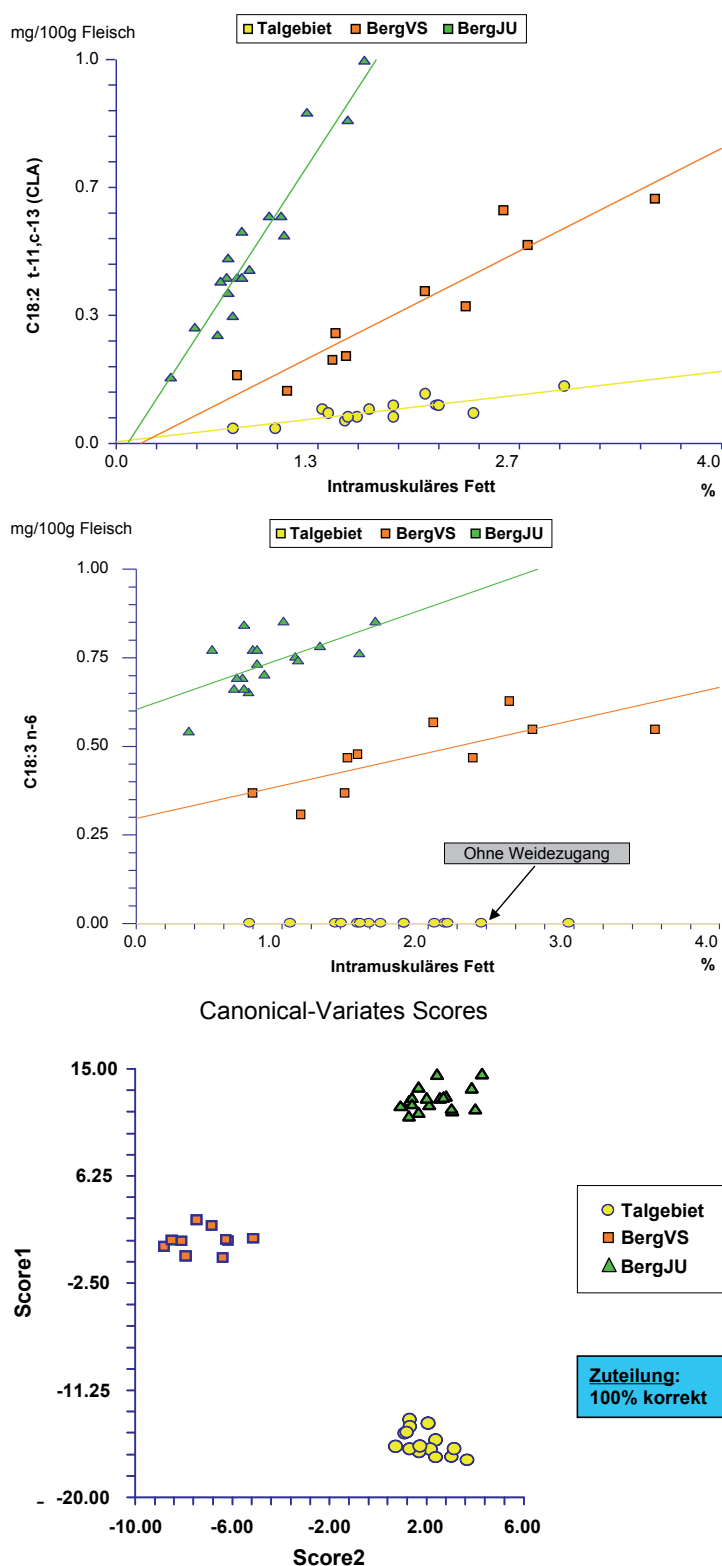 mg/100g Fleisch
Talgebiet BergVS BergJU
1.0
0.7
0.3
0.0
C18:2 t-11,c-13 (CLA)
0.0 1.3 2.7 4.0
Intramuskuläres Fett %
mg/100g Fleisch
Talgebiet BergVS BergJU
1.00
0.75
0.50
0.25
0.00
C18:3 n-6
Ohne Weidezugang
0.0 1.0 2.0 3.0 4.0
Intramuskuläres Fett %
Canonical-Variates Scores
15.00
6.25
-2.50
-11.25
-20.00
Score1
Talgebiet
BergVS
BergJU
Zuteilung:
100% korrekt
-10.00 -6.00 -2.00 2.00 6.00
Score2